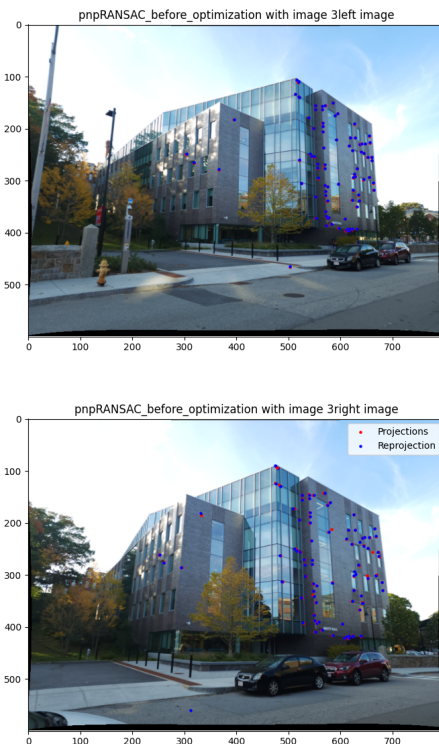 pnpRANSAC_before_optimization with image 3left image
0
100
200
300
400
500
0 100 200 300 400 500 600 700
pnpRANSAC_before_optimization with image 3right image
Projections
Reprojection
0
100
200
300
400
500
0 100 200 300 400 500 600 700